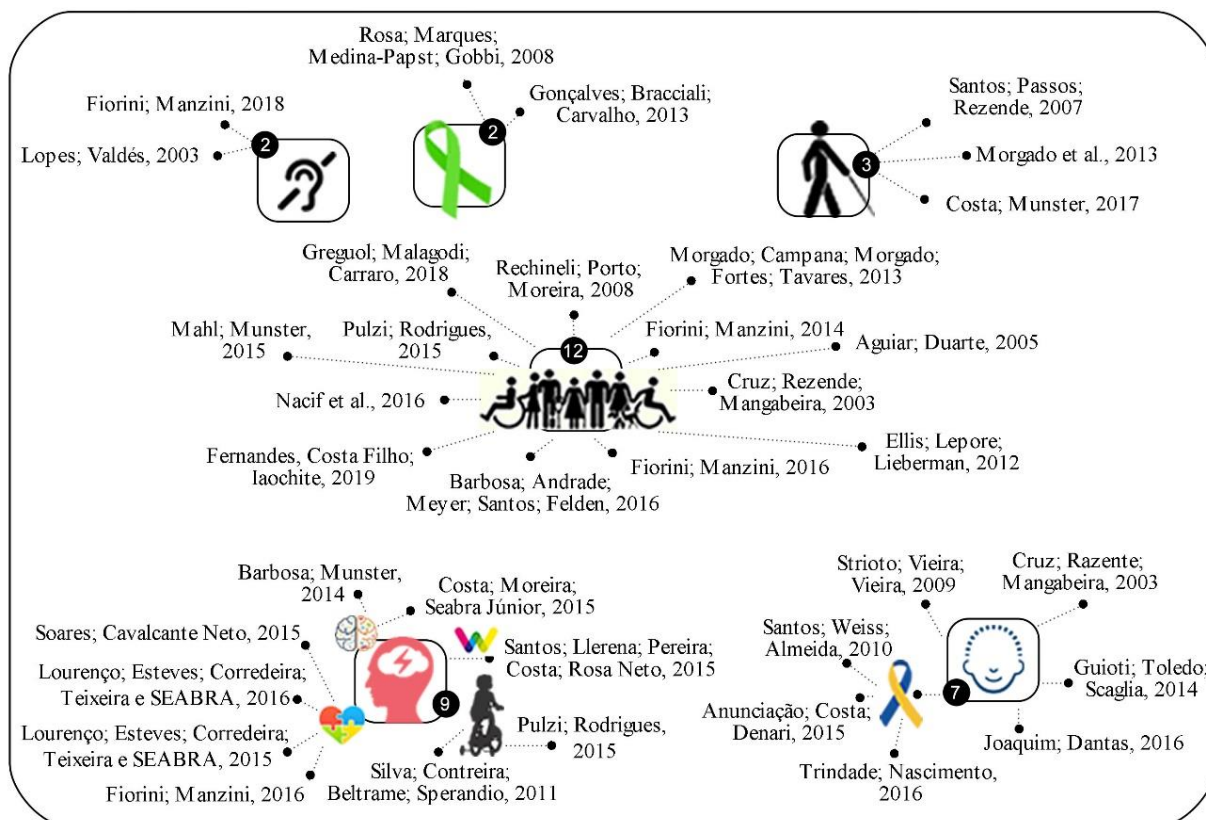 Rosa; Marques;
Medina-Papst; Gobbi, 2008
Fiorini; Manzini, 2018
Lopes; Valdés, 2003
2
2
Gonçalves; Bracciali;
Carvalho, 2013
3
Santos; Passos;
Rezende, 2007
Morgado et al., 2013
Costa; Munster, 2017
Greguol; Malagodi;
Carraro, 2018
Rechineli; Porto;
Moreira, 2008
Morgado; Campana; Morgado;
Fortes; Tavares, 2013
Mahl; Munster,
2015
Pulzi; Rodrigues,
2015
12
Fiorini; Manzini, 2014
Aguiar; Duarte, 2005
Nacif et al., 2016
Cruz; Rezende;
Mangabeira, 2003
Fernandes, Costa Filho;
Iaochite, 2019
Barbosa; Andrade;
Meyer; Santos; Felden, 2016
Fiorini; Manzini, 2016
Ellis; Lepore;
Lieberman, 2012
Barbosa; Munster,
2014
Costa; Moreira;
Seabra Júnior, 2015
Soares; Cavalcante Neto, 2015
Santos; Llerena; Pereira;
Costa; Rosa Neto, 2015
Lourenço; Esteves; Corredeira;
Teixeira e SEABRA, 2016
9
Lourenço; Esteves; Corredeira;
Teixeira e SEABRA, 2015
Pulzi; Rodrigues,
2015
Fiorini; Manzini, 2016
Silva; Contreira;
Beltrame; Sperandio, 2011
Strioto; Vieira;
Vieira, 2009
Cruz; Razente;
Mangabeira, 2003
Santos; Weiss;
Almeida, 2010
7
Guioti; Toledo;
Scaglia, 2014
Anunciação; Costa;
Denari, 2015
Joaquim; Dantas, 2016
Trindade; Nascimento,
2016